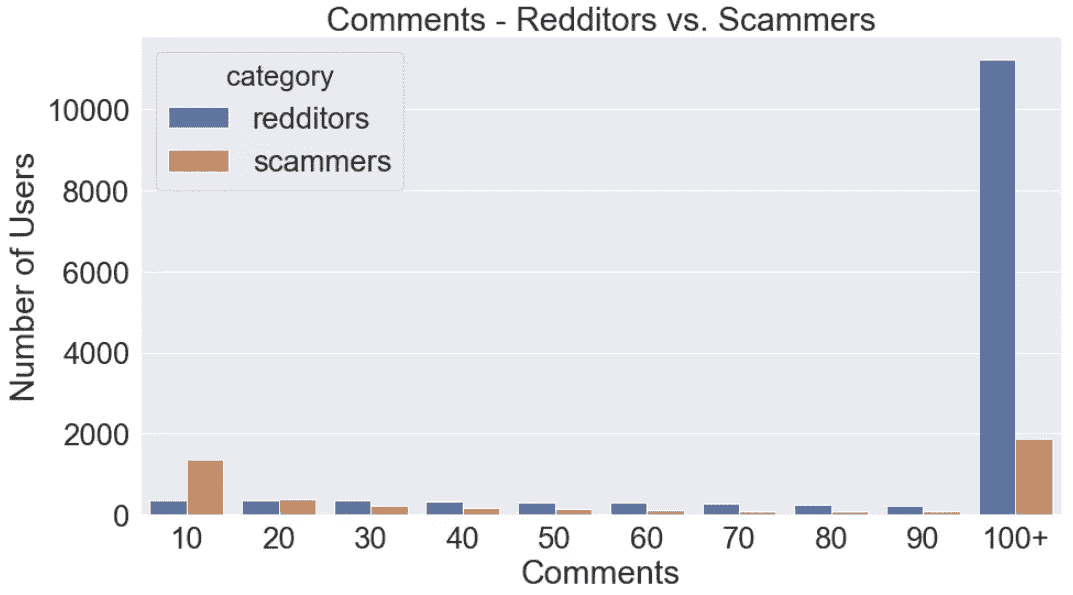 Comments - Redditors vs. Scammers
category
redditors
scammers
Number of Users
10000
8000
6000
4000
2000
0
10 20 30 40 50 60 70 80 90 100+
Comments